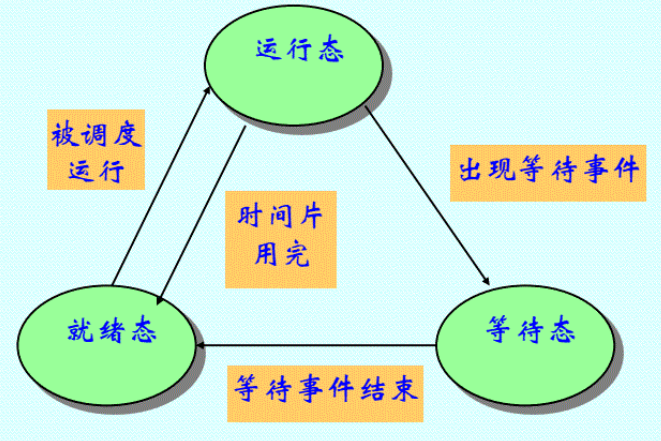 运行态
被调度
运行
出现等待事件
时间片
用完
就绪态
等待态
等待事件结束